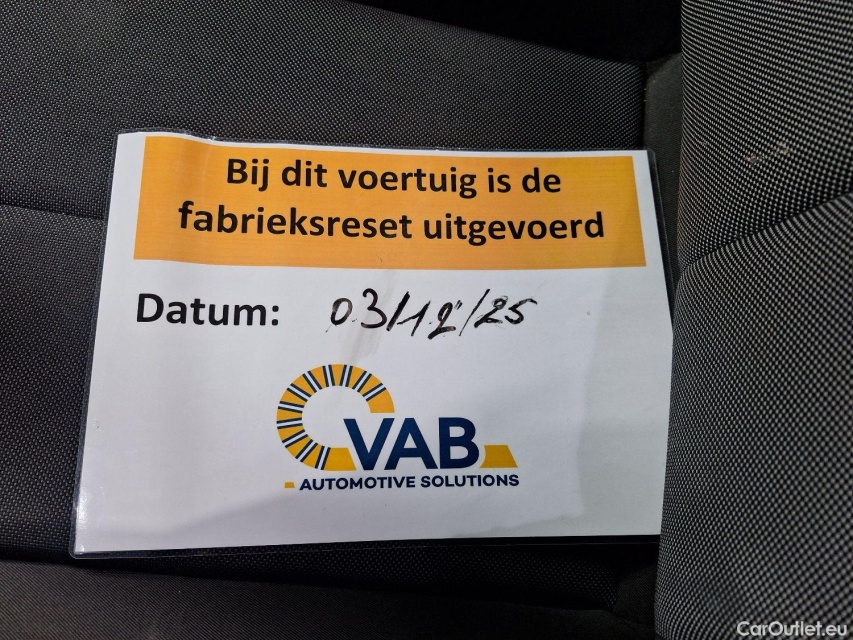 Bij dit voertuig is de
fabrieksreset uitgevoerd
Datum: 03/12/25
VAB
AUTOMOTIVE SOLUTIONS
CarOutlet.eu